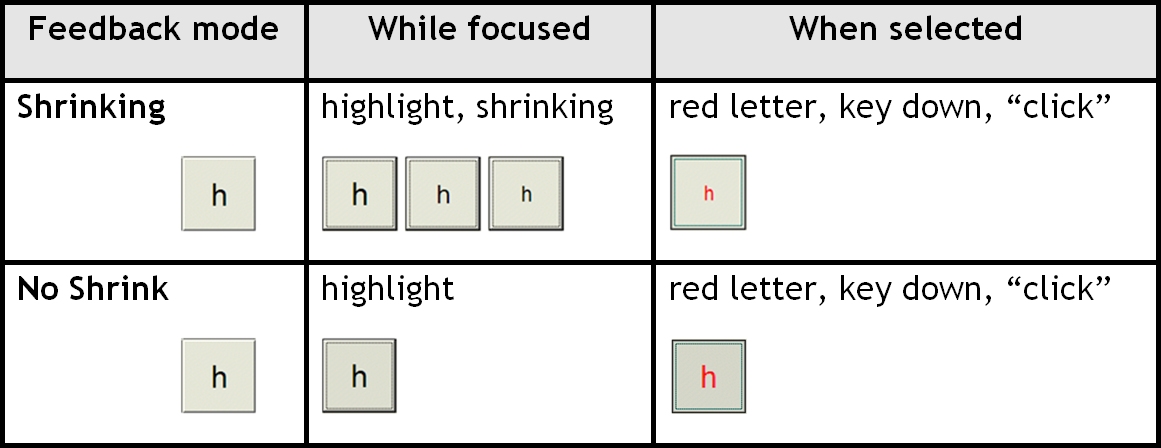 Feedback mode While focused When selected
Shrinking highlight, shrinking red letter, key down, “click”
h h h h h
No Shrink highlight red letter, key down, “click”
h h h